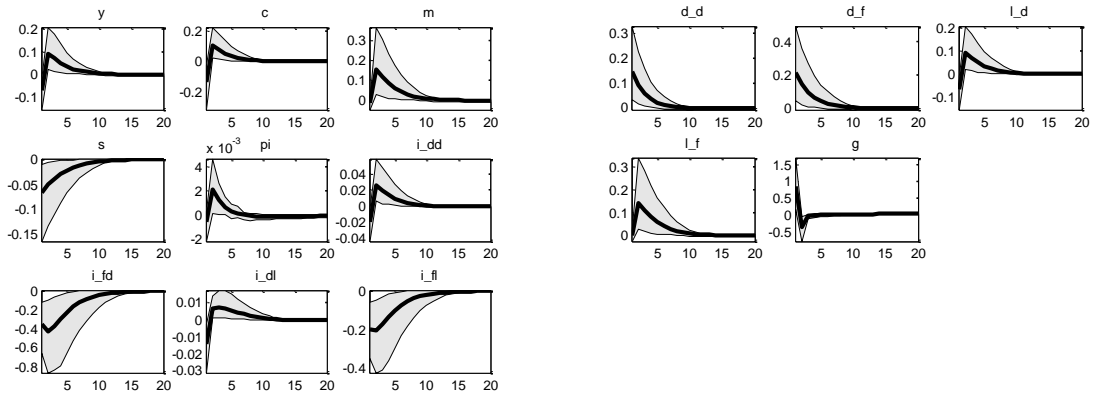 y c m
0.2 0.1 0 -0.1
0.2 0 -0.2
0.3 0.2 0.1 0
5 10 15 20 5 10 15 20 5 10 15 20
s pi i_dd
0 -0.05 -0.1 -0.15
x 10^-3
4 2 0 -2
0.04 0.02 0 -0.02 -0.04
5 10 15 20 5 10 15 20 5 10 15 20
i_fd i_dl i_fl
0 -0.2 -0.4 -0.6 -0.8
0.01 0 -0.01 -0.02 -0.03
0 -0.2 -0.4
5 10 15 20 5 10 15 20 5 10 15 20
d_d d_f l_d
0.3 0.2 0.1 0
0.4 0.2 0
0.2 0.1 0 -0.1
5 10 15 20 5 10 15 20 5 10 15 20
l_f g
0.3 0.2 0.1 0
1.5 1 0.5 0 -0.5
5 10 15 20 5 10 15 20